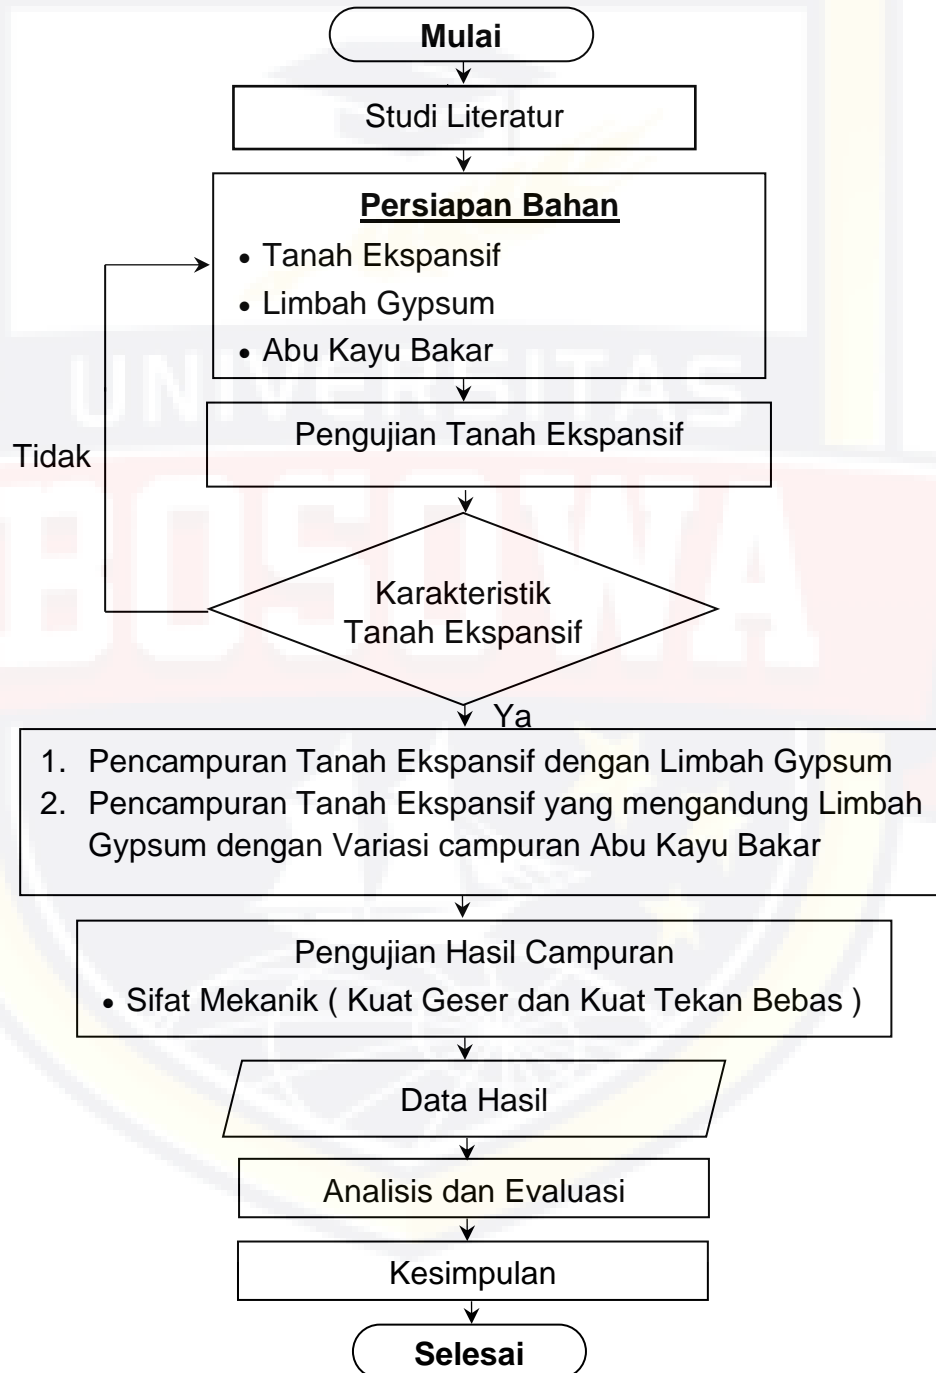 Mulai
Studi Literatur
Persiapan Bahan
• Tanah Ekspansif
• Limbah Gypsum
• Abu Kayu Bakar
UNIVERSITAS
Pengujian Tanah Ekspansif
Tidak
BOSOWA
Karakteristik
Tanah Ekspansif
Ya
1. Pencampuran Tanah Ekspansif dengan Limbah Gypsum
2. Pencampuran Tanah Ekspansif yang mengandung Limbah
Gypsum dengan Variasi campuran Abu Kayu Bakar
Pengujian Hasil Campuran
• Sifat Mekanik ( Kuat Geser dan Kuat Tekan Bebas )
Data Hasil
Analisis dan Evaluasi
Kesimpulan
Selesai